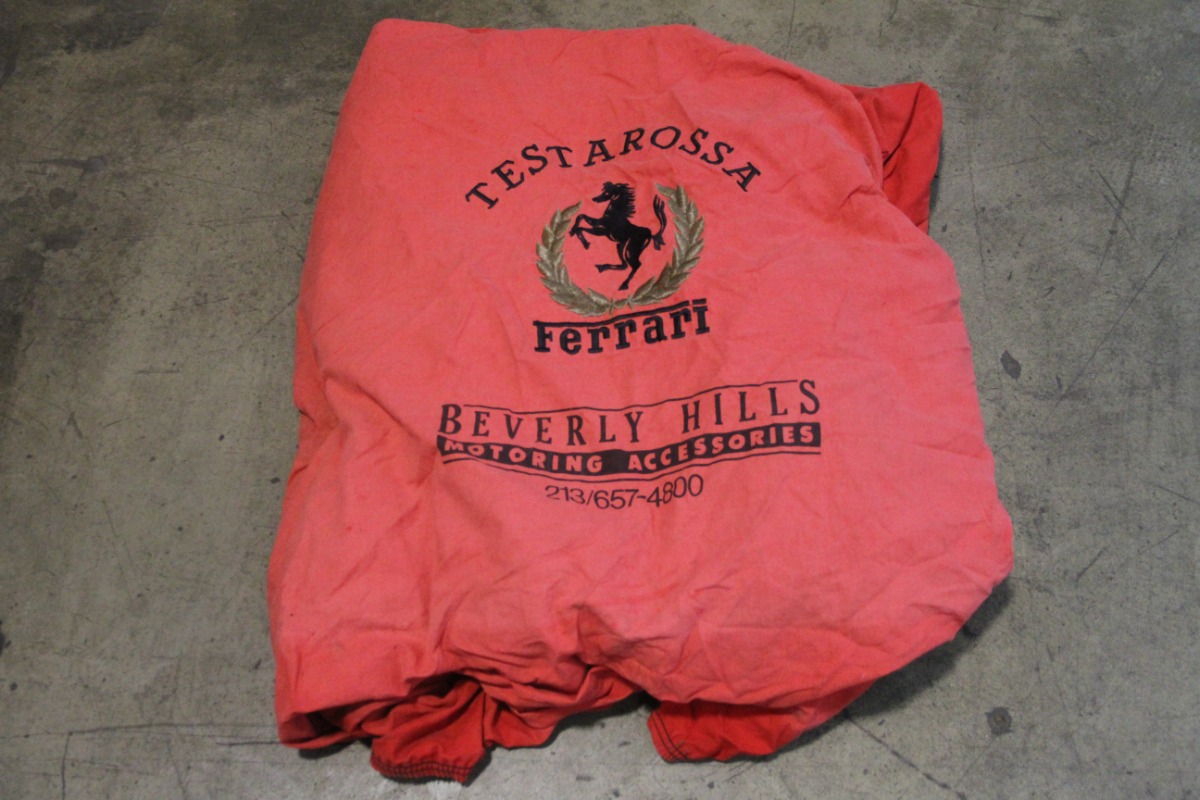 TESTAROSSA
Ferrari
BEVERLY HILLS
MOTORING ACCESSORIES
213/657-4800